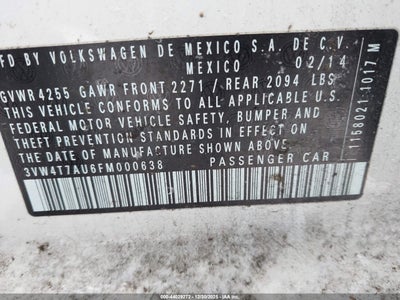 FD BY VOLKSWAGEN DE MEXICO S.A. DE C.V.
MEXICO 02/14
GVWR 4255 GAWR FRONT 2271 / REAR 2094 LBS
THIS VEHICLE CONFORMS TO ALL APPLICABLE U.S.
FEDERAL MOTOR VEHICLE SAFETY, BUMPER AND
THEFT PREVENTION STANDARDS IN EFFECT ON
THE DATE OF MANUFACTURE SHOWN ABOVE.
3VW4T7AU6FM000638 PASSENGER CAR
1017 M